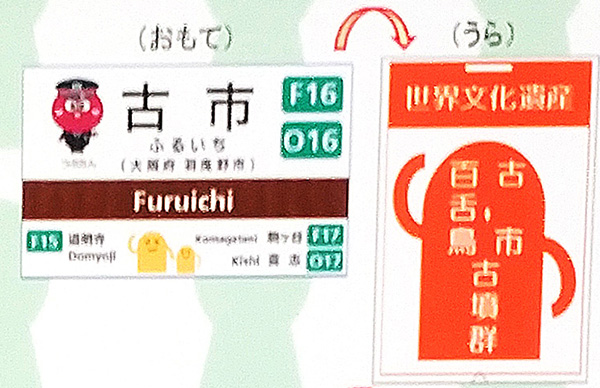 （おもて）
（うら）
古市
F16
O16
ふるいち
（大阪府 羽曳野市）
Furuichi
F15
道明寺
Domyoji
Komagatani 駒ヶ谷 F17
Kishi 喜志 O17
世界文化遺産
百舌鳥
古市
古墳群